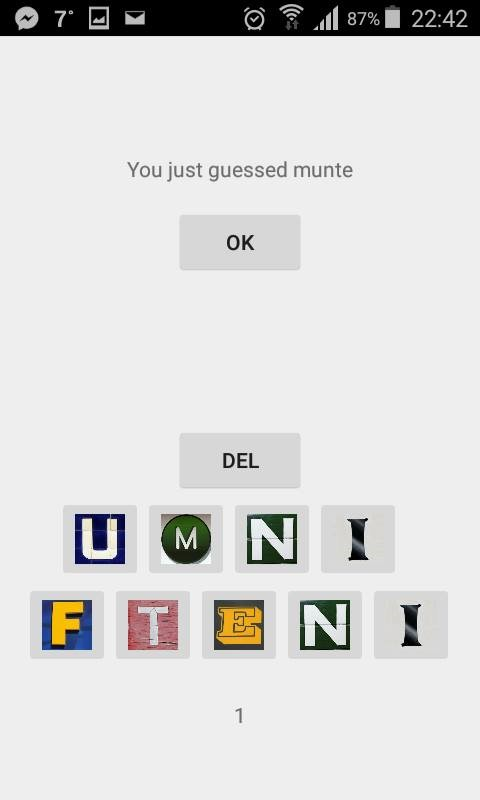 7° 87% 22:42
You just guessed munte
OK
DEL
U M N I
F T E N I
1